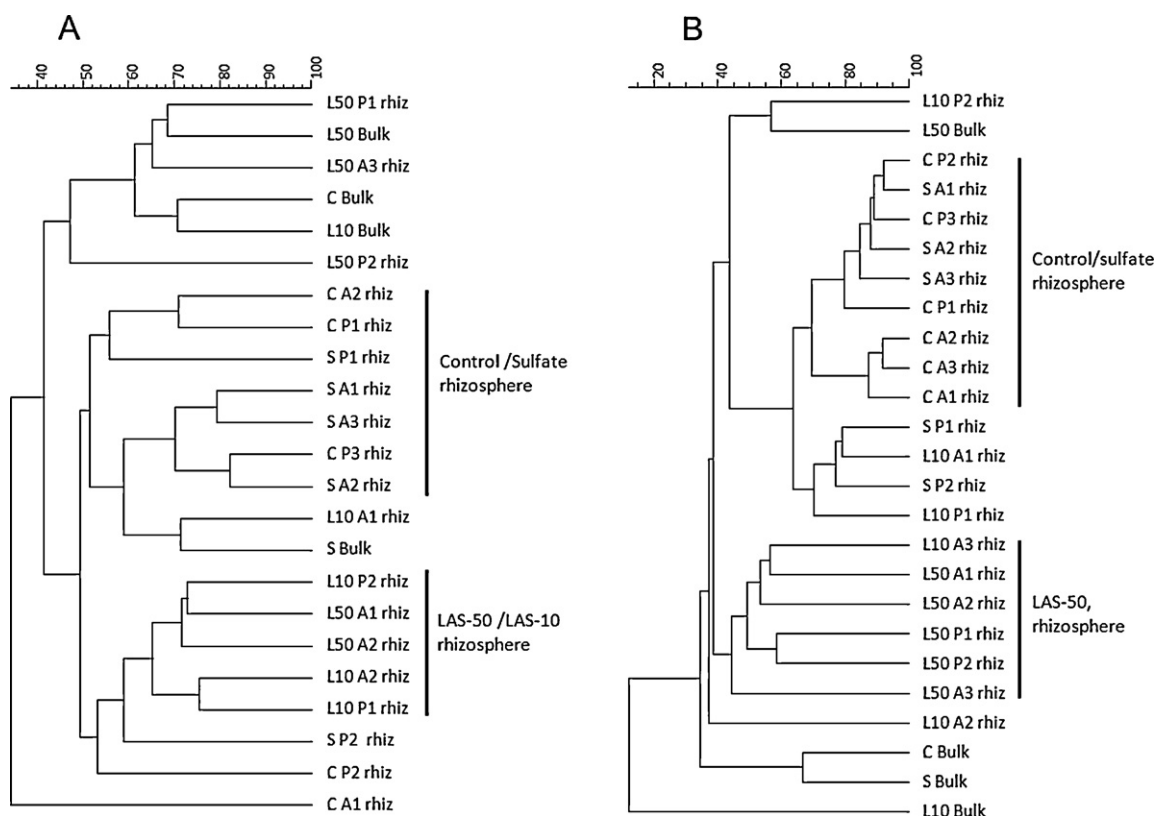 A
40 50 60 70 80 90 100
L50 P1 rhiz
L50 Bulk
L50 A3 rhiz
C Bulk
L10 Bulk
L50 P2 rhiz
C A2 rhiz
C P1 rhiz
S P1 rhiz
S A1 rhiz
S A3 rhiz
C P3 rhiz
S A2 rhiz
L10 A1 rhiz
S Bulk
L10 P2 rhiz
L50 A1 rhiz
L50 A2 rhiz
L10 A2 rhiz
L10 P1 rhiz
S P2 rhiz
C P2 rhiz
C A1 rhiz
Control /Sulfate
rhizosphere
LAS-50 /LAS-10
rhizosphere
B
20 40 60 80 100
L10 P2 rhiz
L50 Bulk
C P2 rhiz
S A1 rhiz
C P3 rhiz
S A2 rhiz
S A3 rhiz
C P1 rhiz
C A2 rhiz
C A3 rhiz
C A1 rhiz
S P1 rhiz
L10 A1 rhiz
S P2 rhiz
L10 P1 rhiz
L10 A3 rhiz
L50 A1 rhiz
L50 A2 rhiz
L50 P1 rhiz
L50 P2 rhiz
L50 A3 rhiz
L10 A2 rhiz
C Bulk
S Bulk
L10 Bulk
Control/sulfate
rhizosphere
LAS-50,
rhizosphere